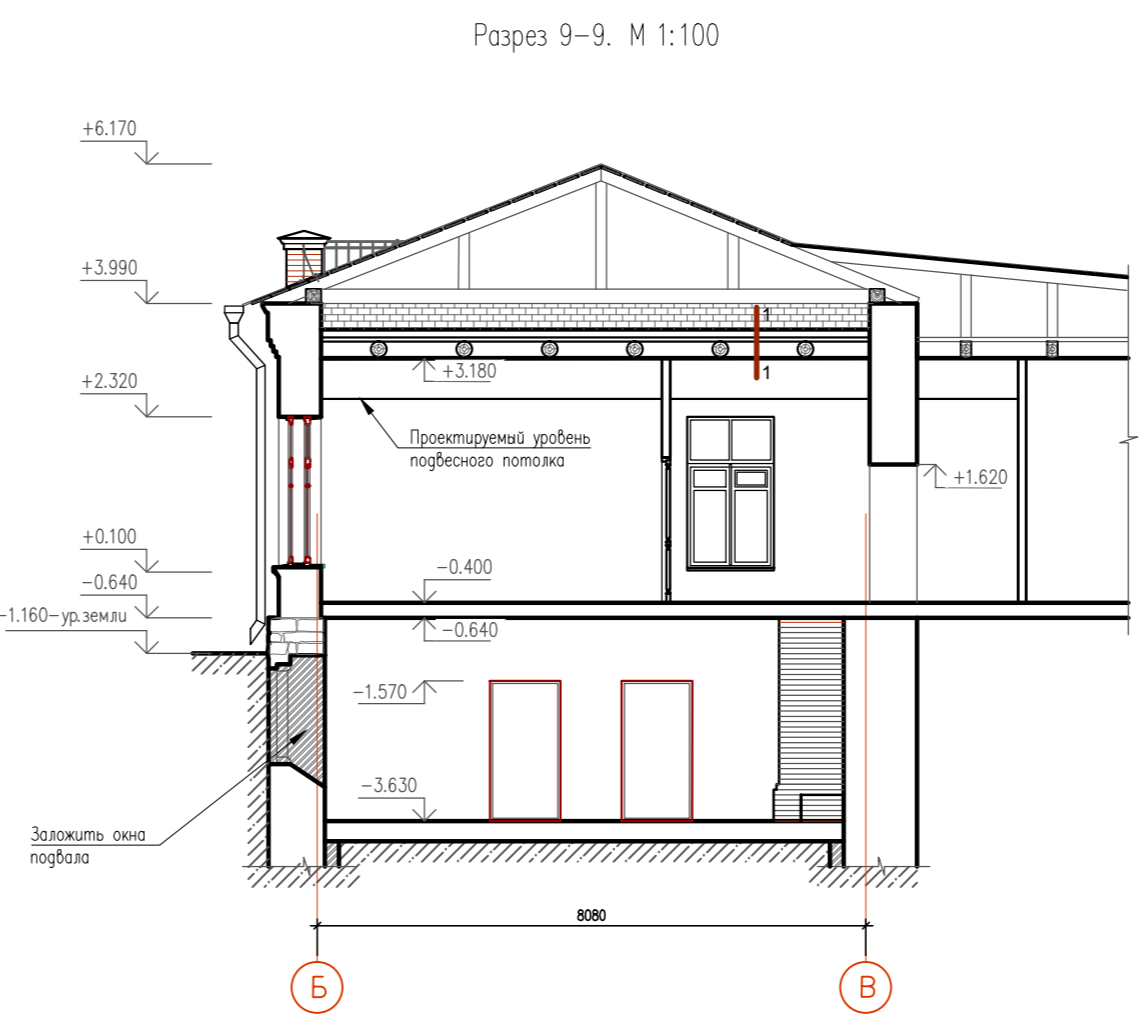 Разрез 9-9. М 1:100
+6.170
+3.990
1
+3.180
1
+2.320
Проектируемый уровень
подвесного потолка
+1.620
+0.100
-0.400
-0.640
-1.160-ур.земли
-0.640
-1.570
-3.630
Заложить окна
подвала
8080
Б
В